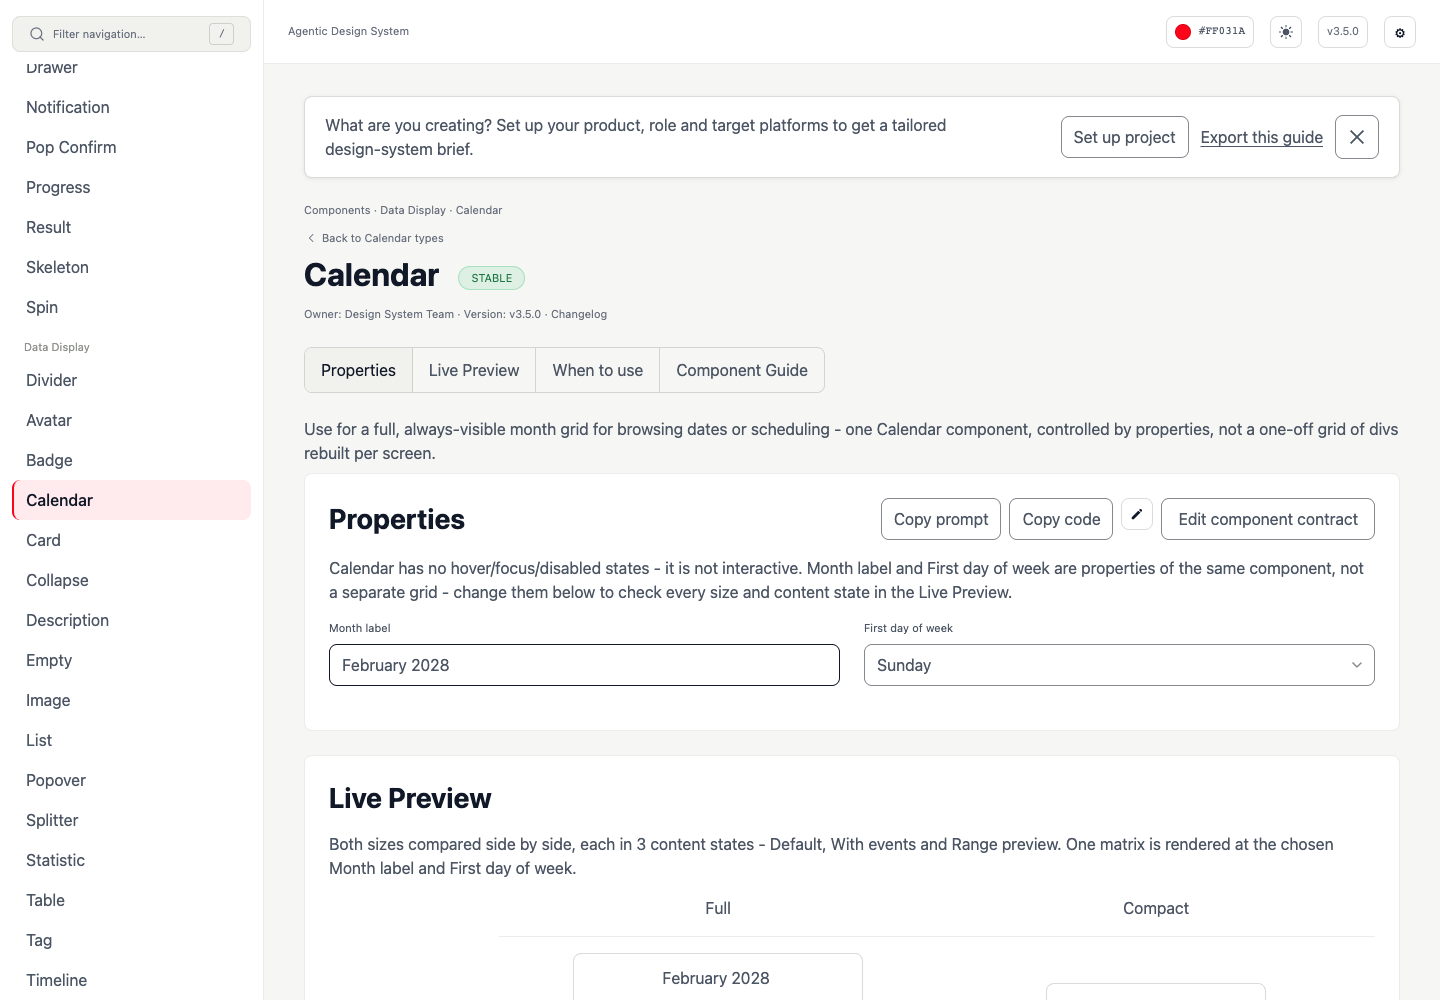 Filter navigation...
/
Drawer
Notification
Pop Confirm
Progress
Result
Skeleton
Spin
Data Display
Divider
Avatar
Badge
Calendar
Card
Collapse
Description
Empty
Image
List
Popover
Splitter
Statistic
Table
Tag
Timeline
Agentic Design System
#FF031A
v3.5.0
What are you creating? Set up your product, role and target platforms to get a tailored
design-system brief.
Set up project
Export this guide
Components · Data Display · Calendar
Back to Calendar types
Calendar
STABLE
Owner: Design System Team · Version: v3.5.0 · Changelog
Properties
Live Preview
When to use
Component Guide
Use for a full, always-visible month grid for browsing dates or scheduling - one Calendar component, controlled by properties, not a one-off grid of divs
rebuilt per screen.
Properties
Copy prompt
Copy code
Edit component contract
Calendar has no hover/focus/disabled states - it is not interactive. Month label and First day of week are properties of the same component, not
a separate grid - change them below to check every size and content state in the Live Preview.
Month label
First day of week
February 2028
Sunday
Live Preview
Both sizes compared side by side, each in 3 content states - Default, With events and Range preview. One matrix is rendered at the chosen
Month label and First day of week.
Full
Compact
February 2028